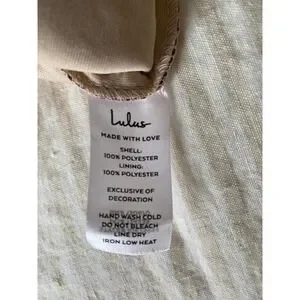 Lulus
MADE WITH LOVE
SHELL:
100% POLYESTER
LINING:
100% POLYESTER
EXCLUSIVE OF
DECORATION
HAND WASH COLD
DO NOT BLEACH
LINE DRY
IRON LOW HEAT